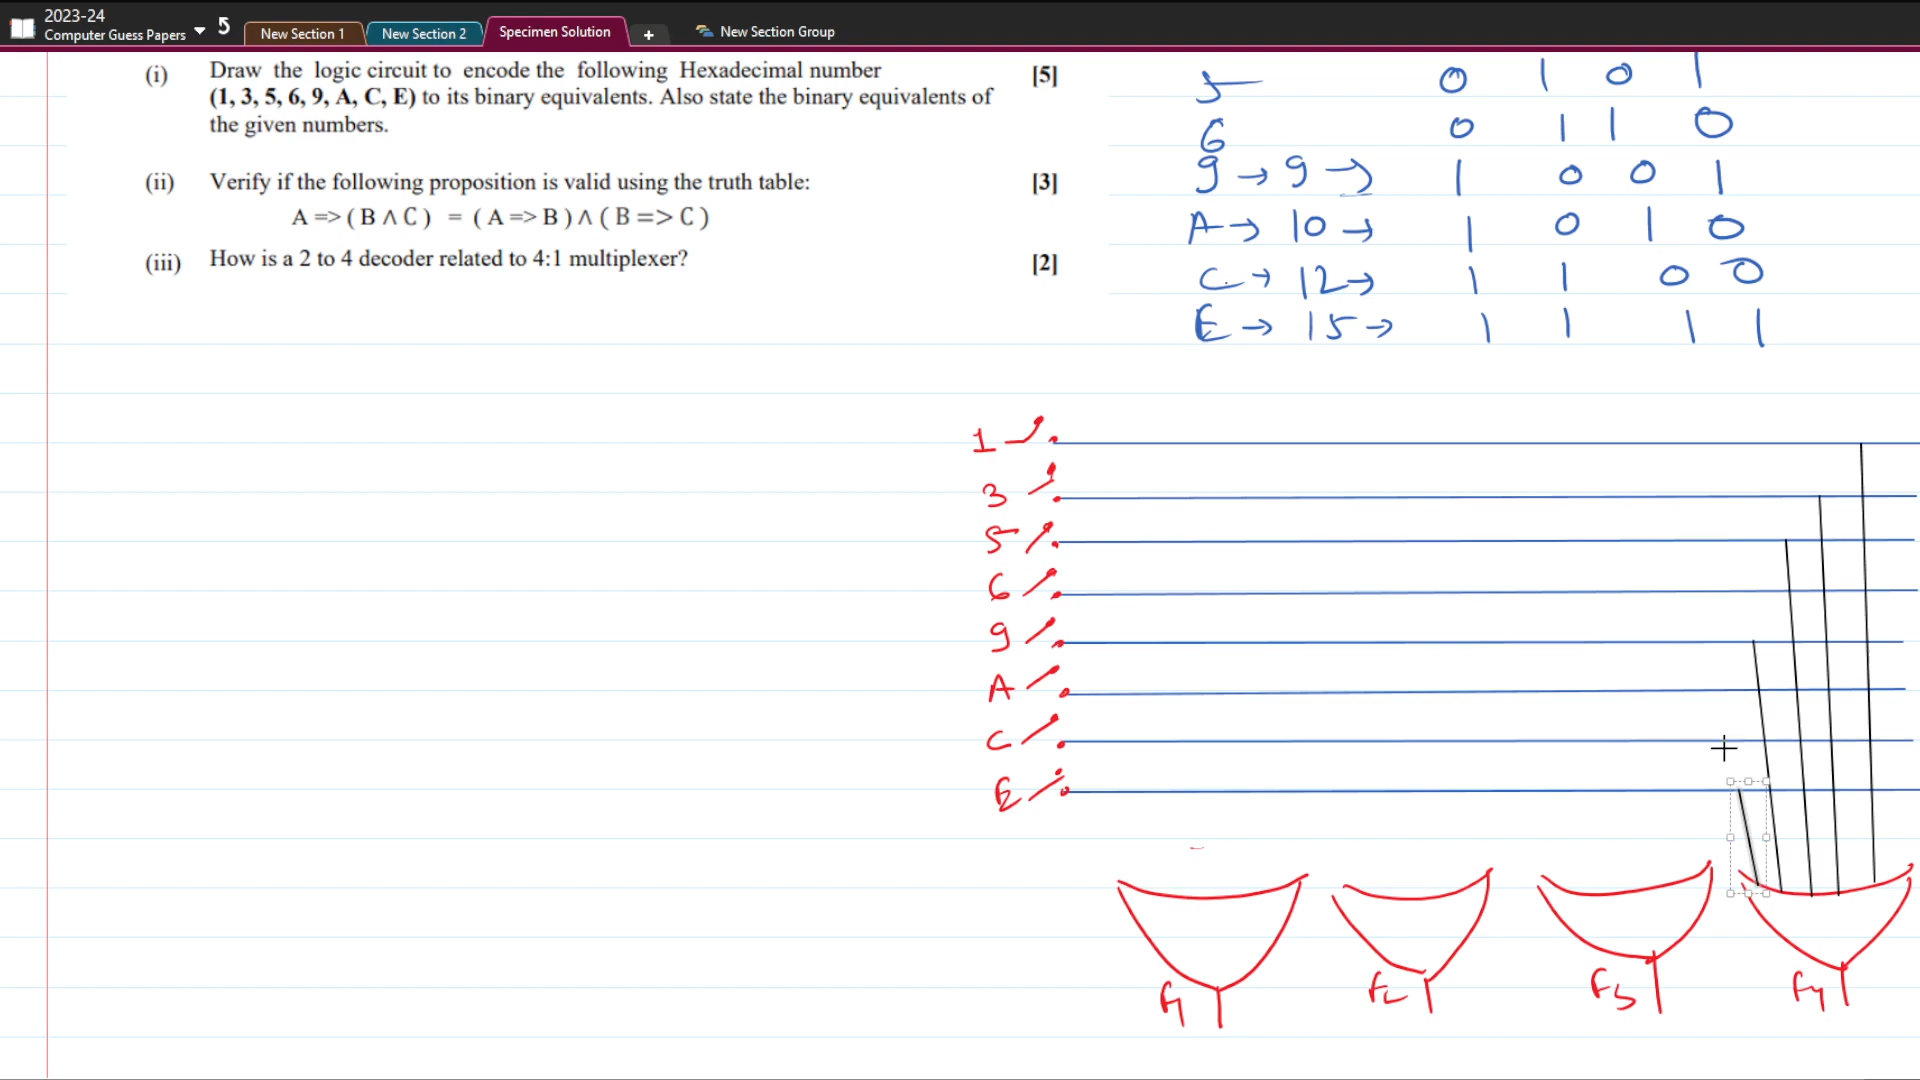 2023-24
Computer Guess Papers
New Section 1
New Section 2
Specimen Solution
+
New Section Group
(i) Draw the logic circuit to encode the following Hexadecimal number [5]
(1, 3, 5, 6, 9, A, C, E) to its binary equivalents. Also state the binary equivalents of
the given numbers.
(ii) Verify if the following proposition is valid using the truth table: [3]
A => ( B ∧ C ) = ( A => B ) ∧ ( B => C )
(iii) How is a 2 to 4 decoder related to 4:1 multiplexer? [2]
5 0 1 0 1
6 0 1 1 0
9 → 9 → 1 0 0 1
A → 10 → 1 0 1 0
C → 12 → 1 1 0 0
E → 15 → 1 1 1 1
1
3
5
6
9
A
C
E
F1 F2 F3 F4